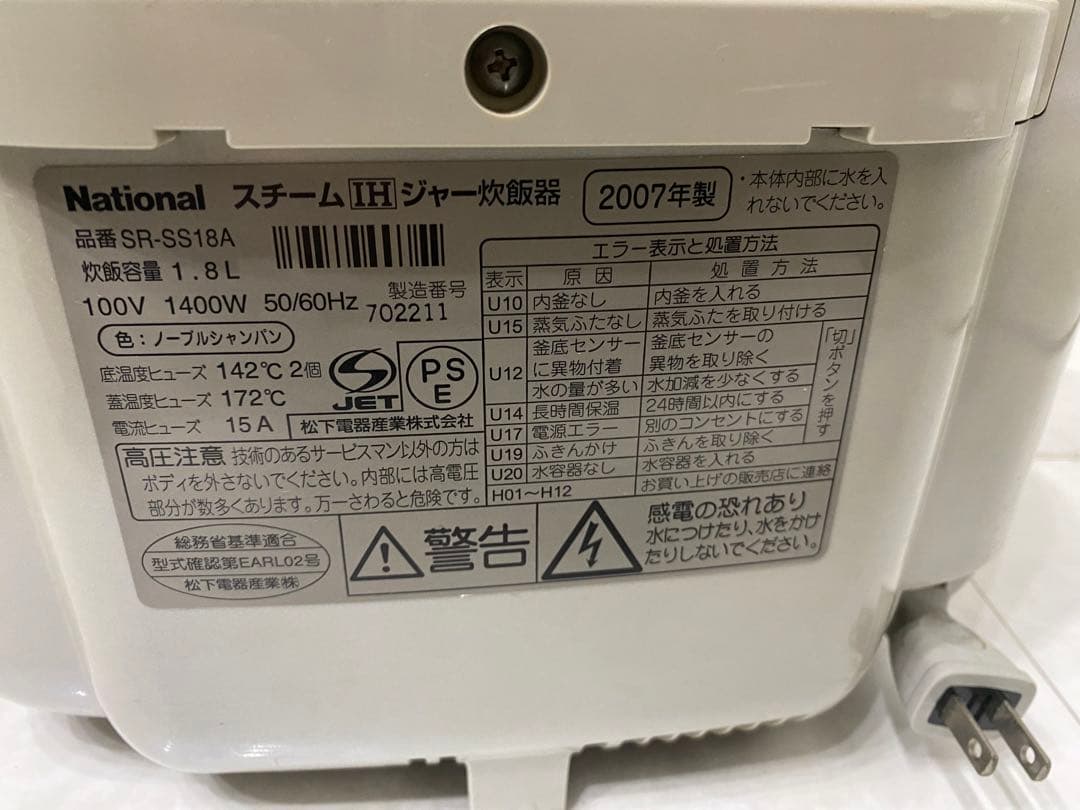 National スチームIHジャー炊飯器
2007年製
・本体内部に水を入
れないでください。
品番 SR-SS18A
炊飯容量 1.8L
製造番号
100V 1400W 50/60Hz 702211
色:ノーブルシャンパン
底温度ヒューズ 142℃ 2個
蓋温度ヒューズ 172℃
電流ヒューズ 15A
JET
PS
E
松下電器産業株式会社
高圧注意 技術のあるサービスマン以外の方は
ボディを外さないでください。内部には高電圧
部分が数多くあります。万一さわると危険です。
総務省基準適合
型式確認第EARL02号
松下電器産業㈱
エラー表示と処置方法
表示 原因 処置方法
U10 内釜なし 内釜を入れる
U15 蒸気ふたなし 蒸気ふたを取り付ける
U12 釜底センサー 釜底センサーの
に異物付着 異物を取り除く
水の量が多い 水加減を少なくする
U14 長時間保温 24時間以内にする
U17 電源エラー 別のコンセントにする
U19 ふきんかけ ふきんを取り除く
U20 水容器なし 水容器を入れる
H01~H12 お買い上げの販売店に連絡
「切」ボタンを押す
警告
感電の恐れあり
水につけたり、水をかけ
たりしないでください。